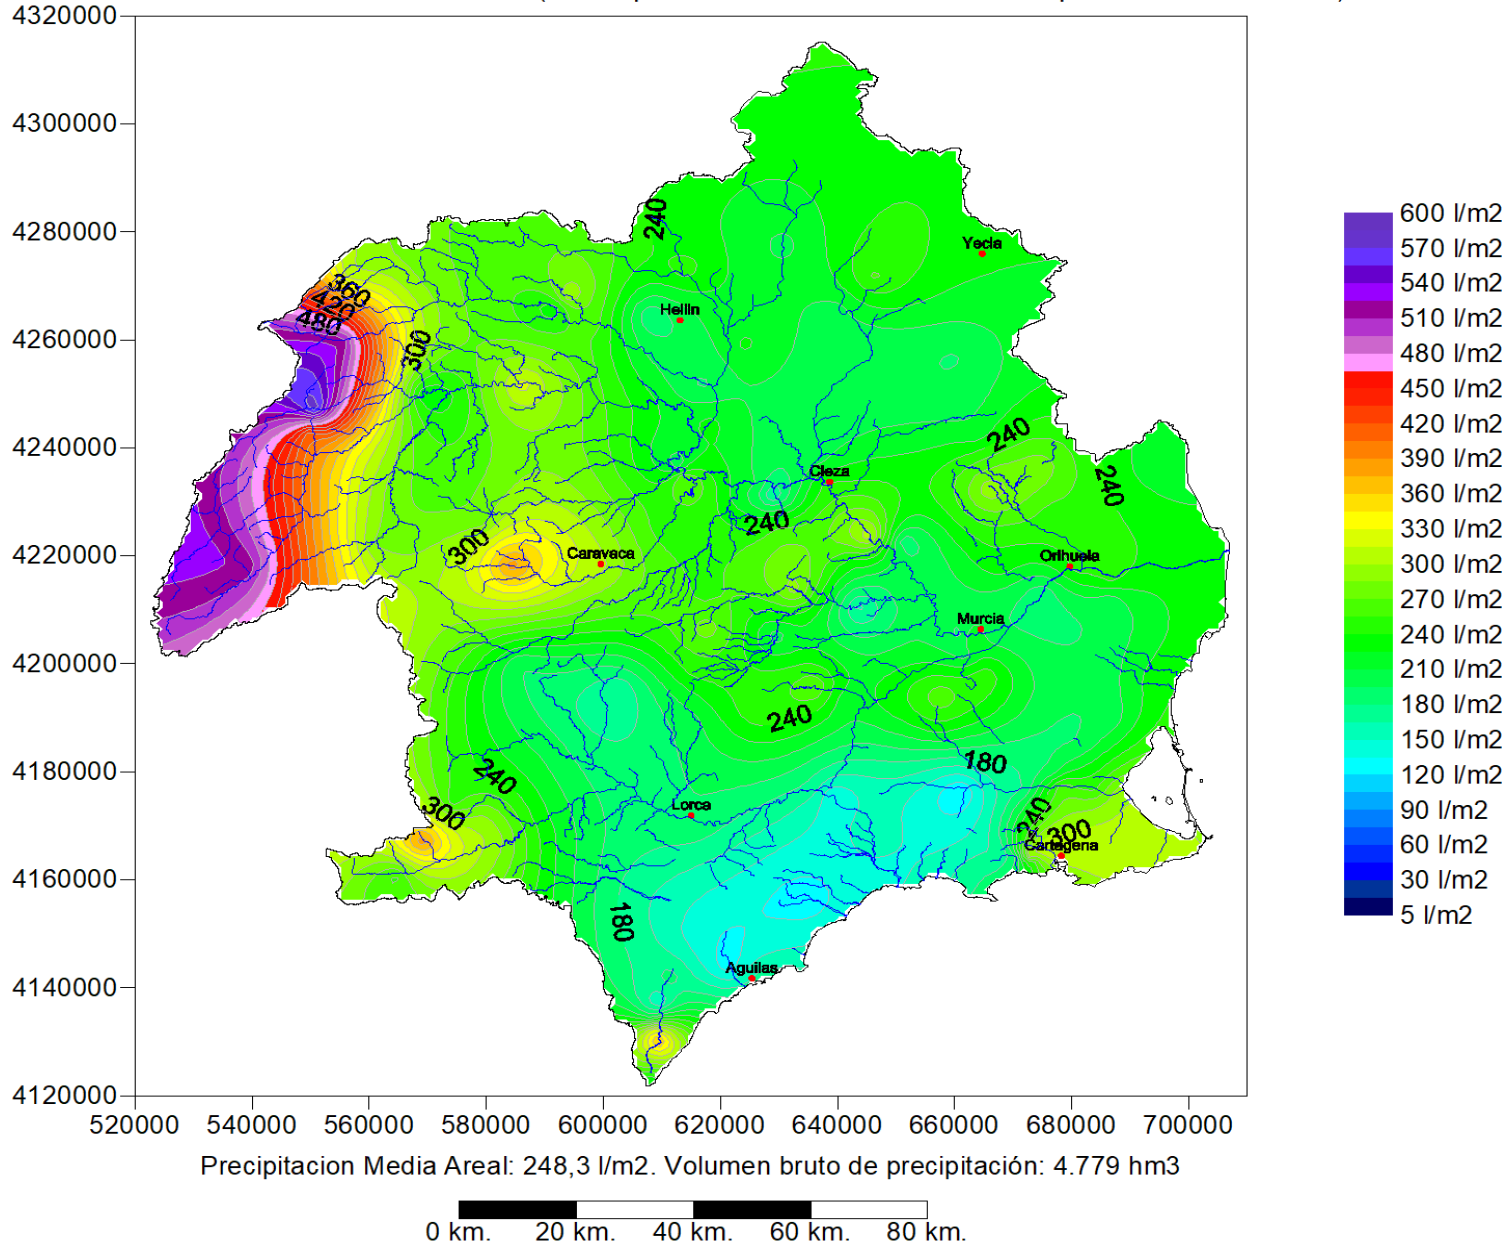 4320000
4300000
4280000
4260000
4240000
4220000
4200000
4180000
4160000
4140000
4120000
520000 540000 560000 580000 600000 620000 640000 660000 680000 700000
240
Yecla
360
420
480
Hellin
300
240
240
Cieza
240
300
Caravaca
Orihuela
Murcia
240
180
240
300
Lorca
240
300
Cartagena
180
Aguilas
600 l/m2
570 l/m2
540 l/m2
510 l/m2
480 l/m2
450 l/m2
420 l/m2
390 l/m2
360 l/m2
330 l/m2
300 l/m2
270 l/m2
240 l/m2
210 l/m2
180 l/m2
150 l/m2
120 l/m2
90 l/m2
60 l/m2
30 l/m2
5 l/m2
Precipitacion Media Areal: 248,3 l/m2. Volumen bruto de precipitación: 4.779 hm3
0 km. 20 km. 40 km. 60 km. 80 km.